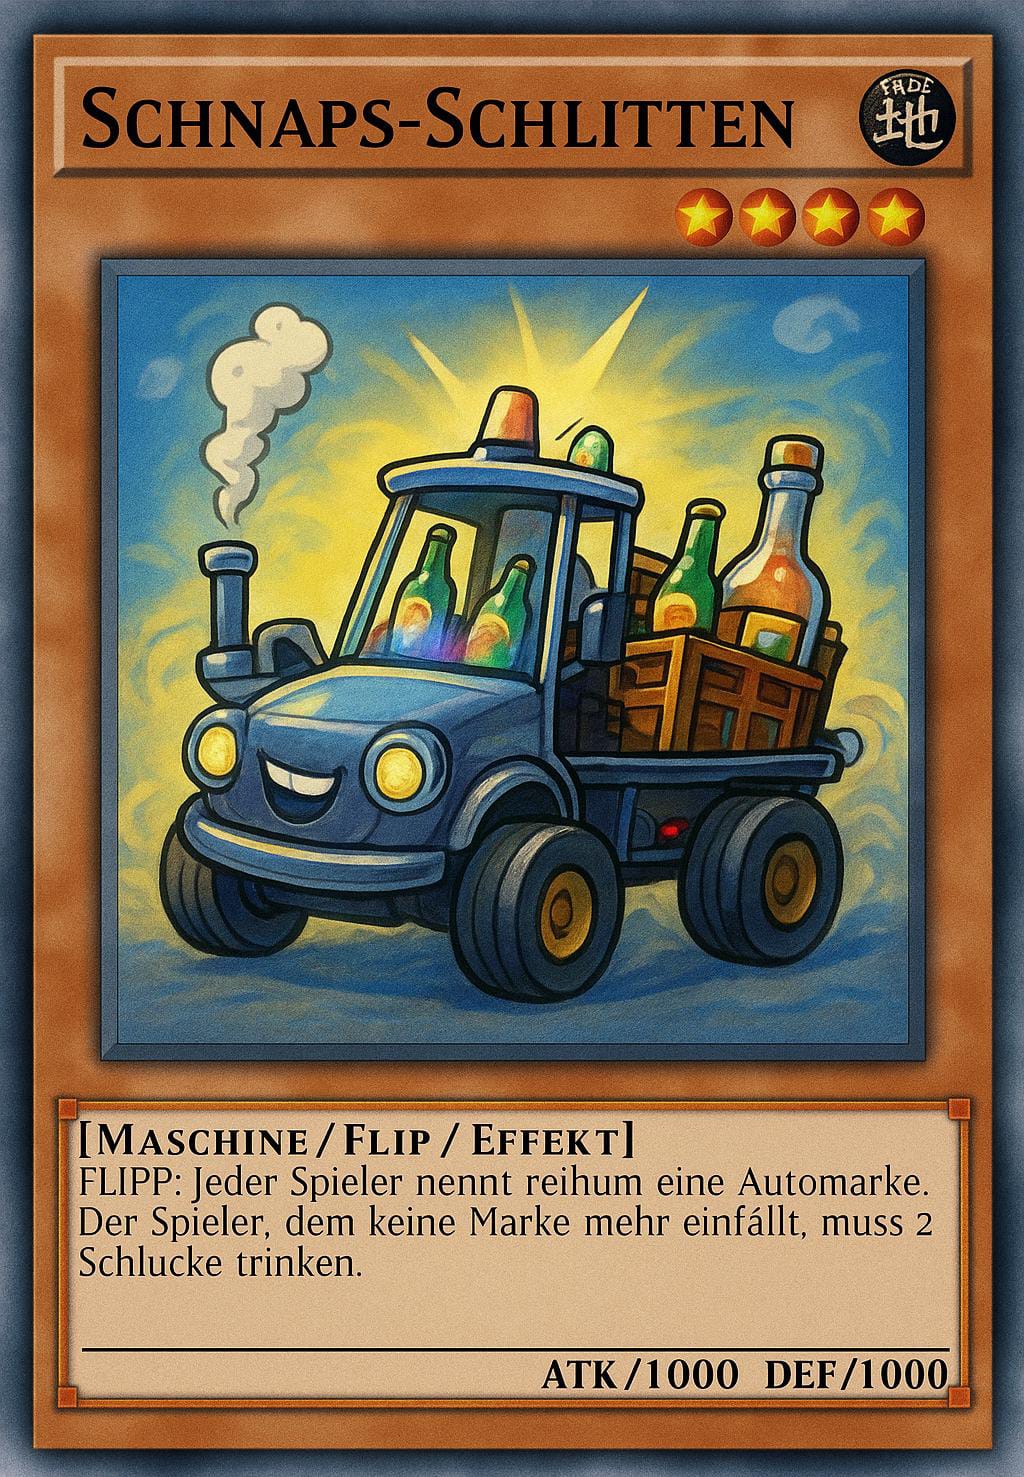 SCHNAPS-SCHLITTEN
FADE
地
[MASCHINE / FLIP / EFFEKT]
FLIPP: Jeder Spieler nennt reihum eine Automarke.
Der Spieler, dem keine Marke mehr einfállt, muss 2
Schlucke trinken.
ATK/1000 DEF/1000